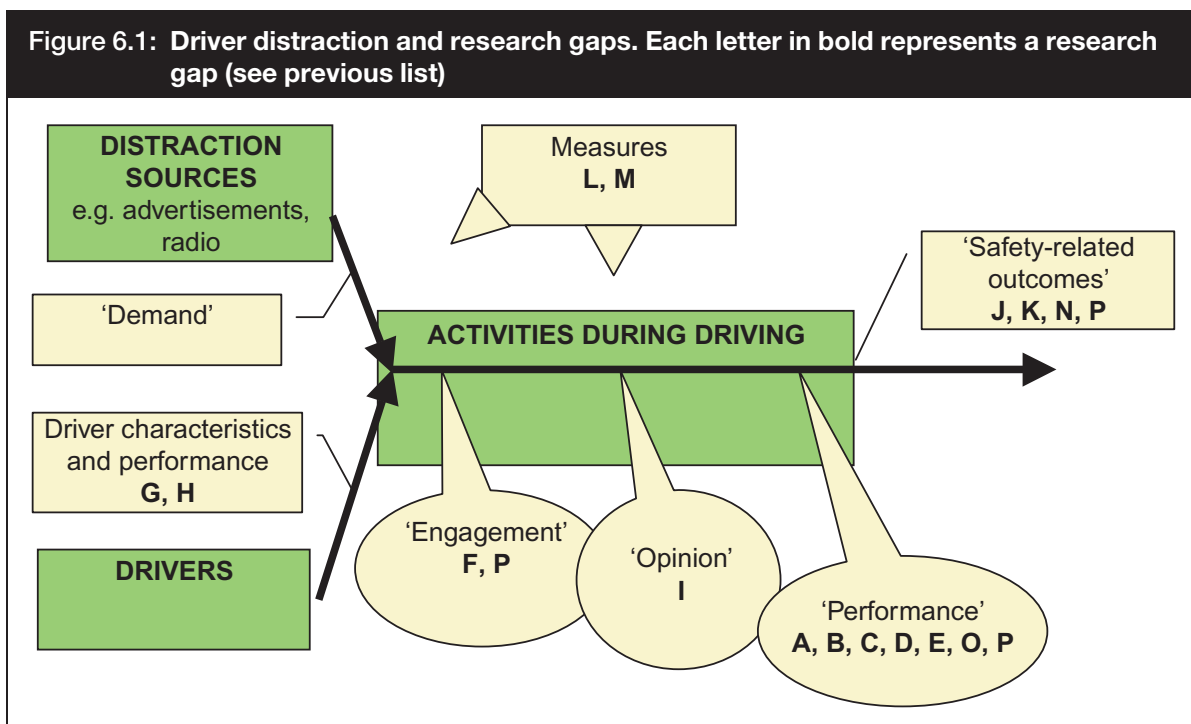 Figure 6.1: Driver distraction and research gaps. Each letter in bold represents a research
gap (see previous list)
DISTRACTION
SOURCES
e.g. advertisements,
radio
Measures
L, M
‘Safety-related
outcomes’
J, K, N, P
‘Demand’
ACTIVITIES DURING DRIVING
Driver characteristics
and performance
G, H
DRIVERS
‘Engagement’
F, P
‘Opinion’
I
‘Performance’
A, B, C, D, E, O, P